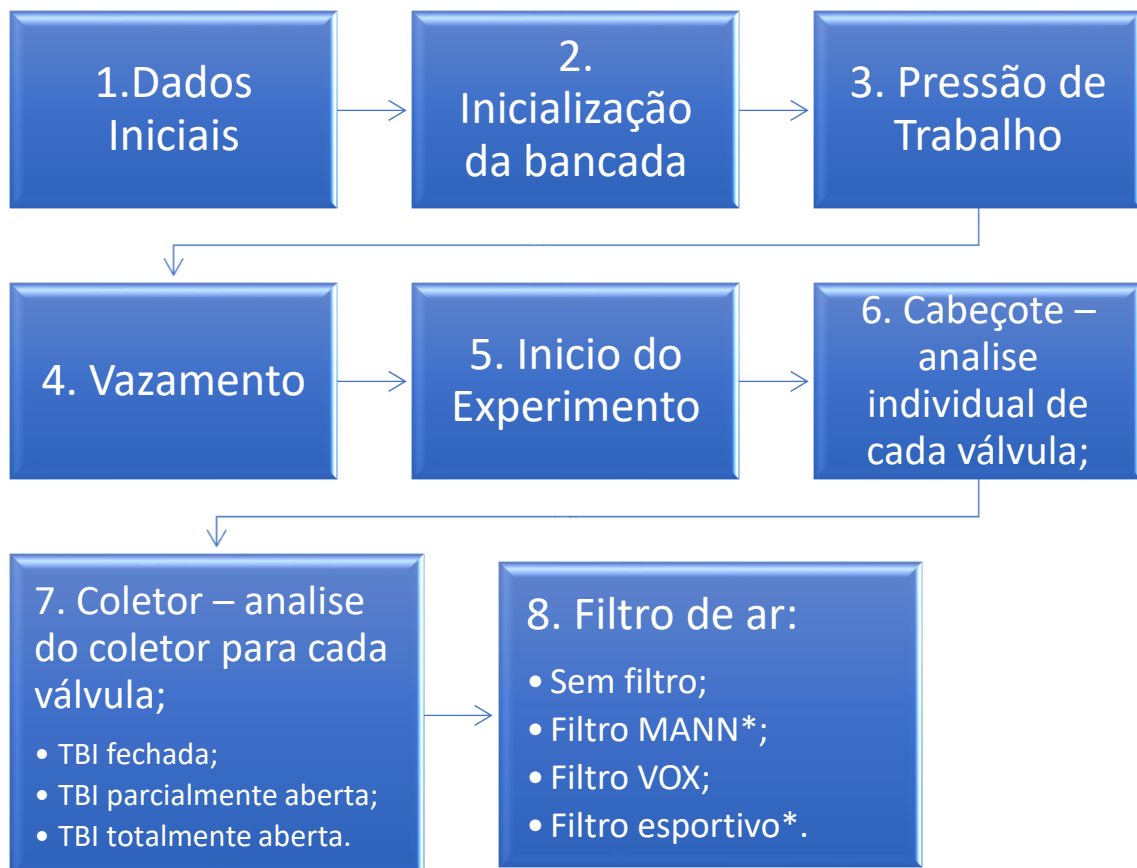 1.Dados
Iniciais
2.
Inicialização
da bancada
3. Pressão de
Trabalho
4. Vazamento
5. Inicio do
Experimento
6. Cabeçote –
analise
individual de
cada válvula;
7. Coletor – analise
do coletor para cada
válvula;
• TBI fechada;
• TBI parcialmente aberta;
• TBI totalmente aberta.
8. Filtro de ar:
• Sem filtro;
• Filtro MANN*;
• Filtro VOX;
• Filtro esportivo*.